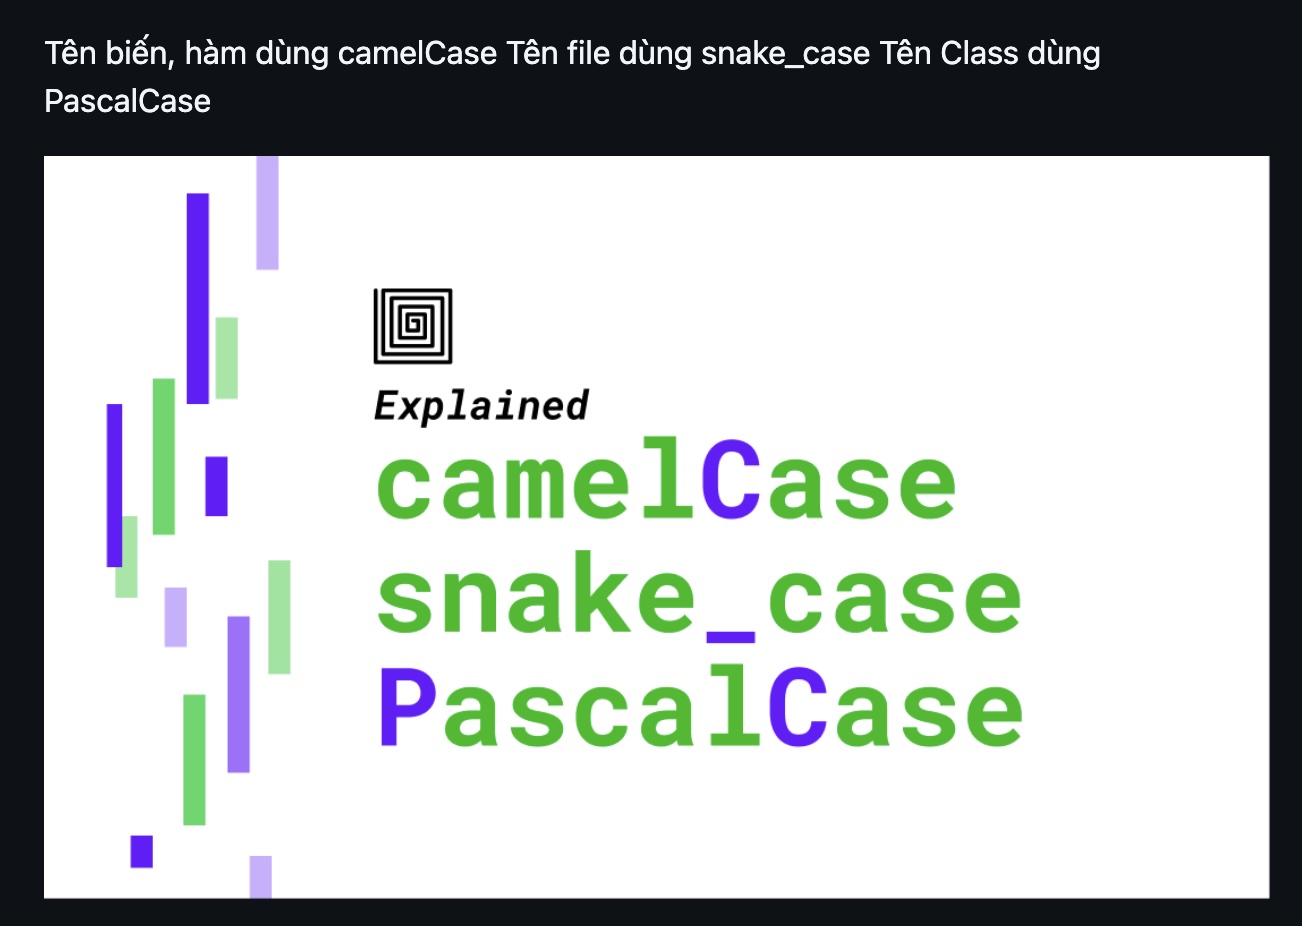 Tên biến, hàm dùng camelCase Tên file dùng snake_case Tên Class dùng
PascalCase
Explained
camelCase
snake_case
PascalCase